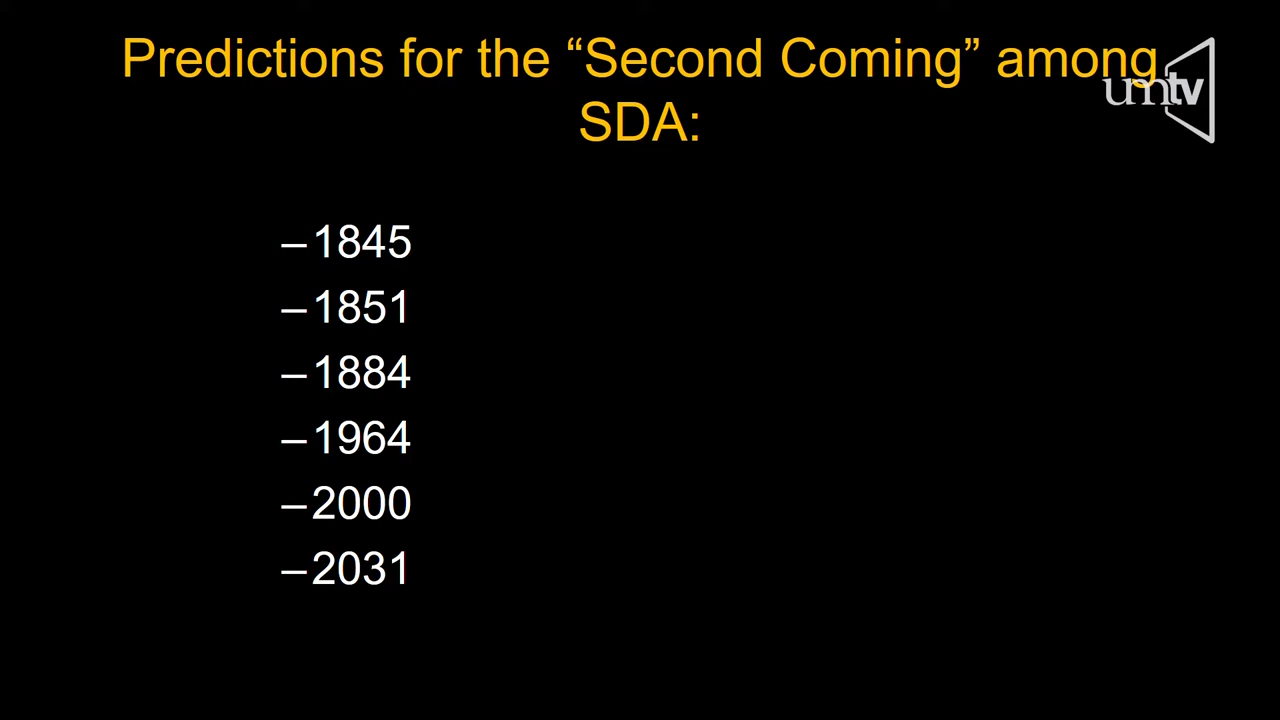 Predictions for the “Second Coming” among
SDA:
umtv
–1845
–1851
–1884
–1964
–2000
–2031